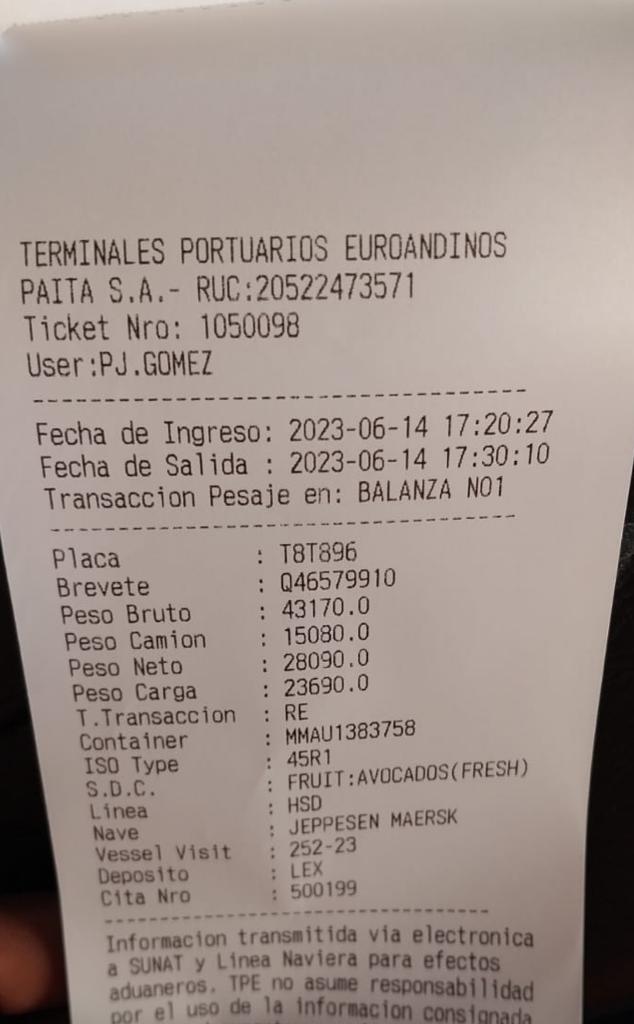 TERMINALES PORTUARIOS EUROANDINOS
PAITA S.A.- RUC:20522473571
Ticket Nro: 1050098
User:PJ.GOMEZ
Fecha de Ingreso: 2023-06-14 17:20:27
Fecha de Salida : 2023-06-14 17:30:10
Transaccion Pesaje en: BALANZA NO1
Placa : T8T896
Brevete : Q46579910
Peso Bruto : 43170.0
Peso Camion : 15080.0
Peso Neto : 28090.0
Peso Carga : 23690.0
T.Transaccion : RE
Container : MMAU1383758
ISO Type : 45R1
S.D.C. : FRUIT:AVOCADOS(FRESH)
Linea : HSD
Nave : JEPPESEN MAERSK
Vessel Visit : 252-23
Deposito : LEX
Cita Nro : 500199
Informacion transmitida via electronica
a SUNAT y Linea Naviera para efectos
aduaneros. TPE no asume responsabilidad
por el uso de la informacion consignada